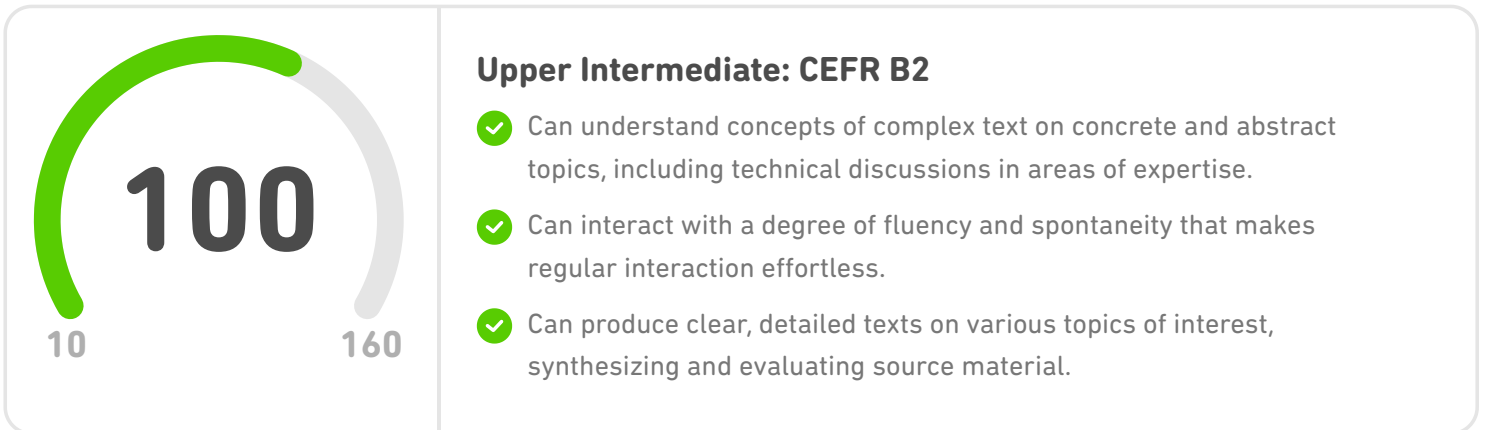 100
10
160
Upper Intermediate: CEFR B2
Can understand concepts of complex text on concrete and abstract
topics, including technical discussions in areas of expertise.
Can interact with a degree of fluency and spontaneity that makes
regular interaction effortless.
Can produce clear, detailed texts on various topics of interest,
synthesizing and evaluating source material.